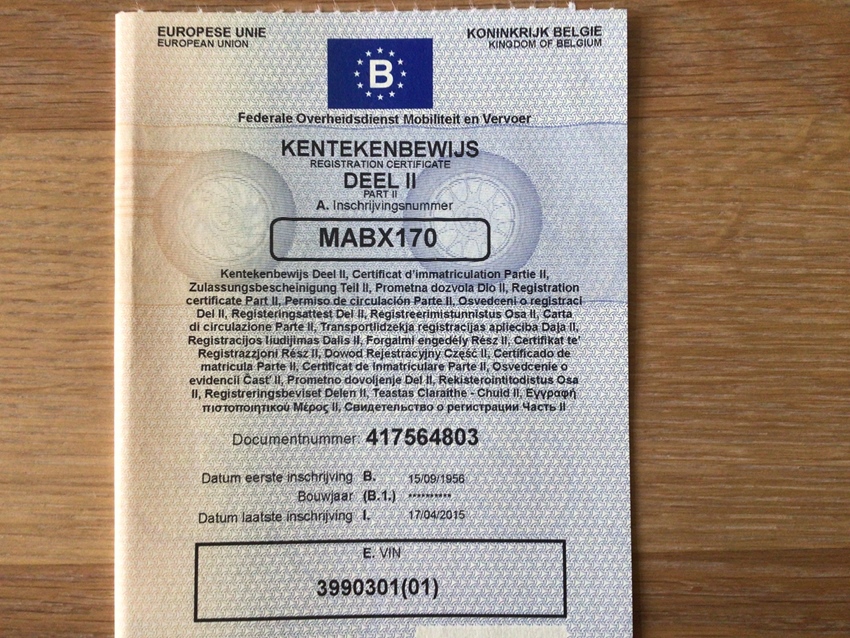 EUROPESE UNIE
EUROPEAN UNION
KONINKRIJK BELGIE
KINGDOM OF BELGIUM
B
Federale Overheidsdienst Mobiliteit en Vervoer
KENTEKENBEWIJS
REGISTRATION CERTIFICATE
DEEL II
PART II
A. Inschrijvingsnummer
MABX170
Kentekenbewijs Deel II, Certificat d'immatriculation Partie II,
Zulassungsbescheinigung Teil II, Prometna dozvola Dio II, Registration
certificate Part II, Permiso de circulación Parte II, Osvedceni o registraci
Del II, Registeringsattest Del II, Registreerimistunnistus Osa II, Carta
di circulazione Parte II, Transportlidzekja registracijas aplieciba Daja II,
Registracijos liudijimas Dalis II, Forgalmi engedély Rész II, Certifikat te'
Registrazzjoni Rész II, Dowod Rejestracyjny Część II, Certificado de
matricula Parte II, Certificat de inmatriculare Parte II, Osvedcenie o
evidencii Čast' II, Prometno dovoljenje Del II, Rekisterointitodistus Osa
II, Registreringsbeviset Delen II, Teastas Claraithe - Chuid II, Εγγραφή
πιστοποιητικού Μέρος II, Свидетельство о регистрации Часть II
Documentnummer: 417564803
Datum eerste inschrijving B. 15/09/1956
Bouwjaar (B.1.) **********
Datum laatste inschrijving I. 17/04/2015
E. VIN
3990301(01)